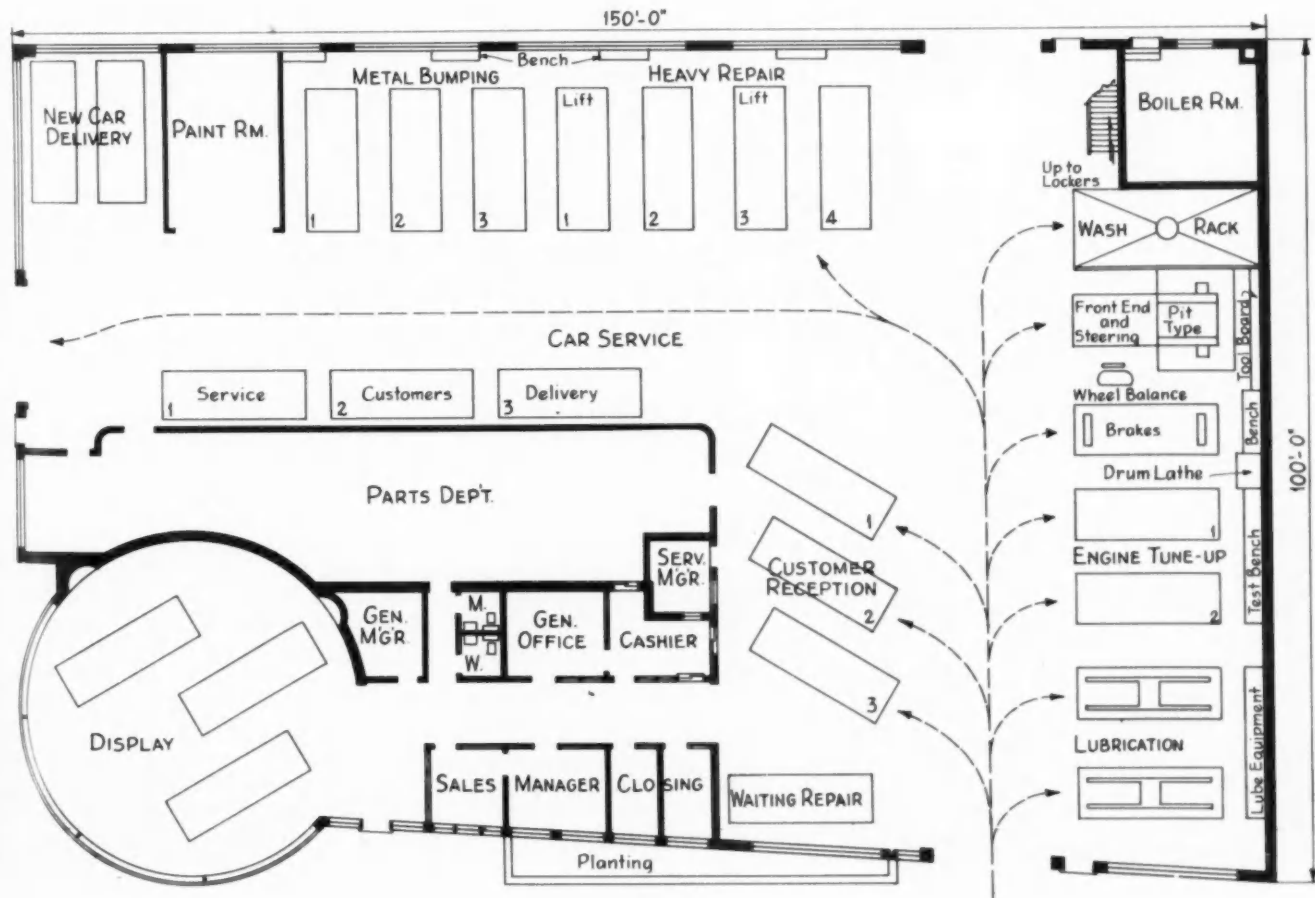 150'-0"
Bench
METAL BUMPING
HEAVY REPAIR
NEW CAR
DELIVERY
PAINT RM.
Lift
Lift
BOILER RM.
1
2
3
1
2
3
4
Up to
Lockers
WASH RACK
Front End
and
Steering
Pit
Type
Tool Board
CAR SERVICE
1 Service
2 Customers
3 Delivery
Wheel Balance
Brakes
Bench
Drum Lathe
100'-0"
PARTS DEP'T.
1
1
SERV.
M'G'R.
CUSTOMER
RECEPTION
2
ENGINE TUNE-UP
2
Test Bench
GEN.
M'G'R.
M.
W.
GEN.
OFFICE
CASHIER
3
DISPLAY
LUBRICATION
Lube Equipment
SALES
MANAGER
CLOSING
WAITING REPAIR
Planting